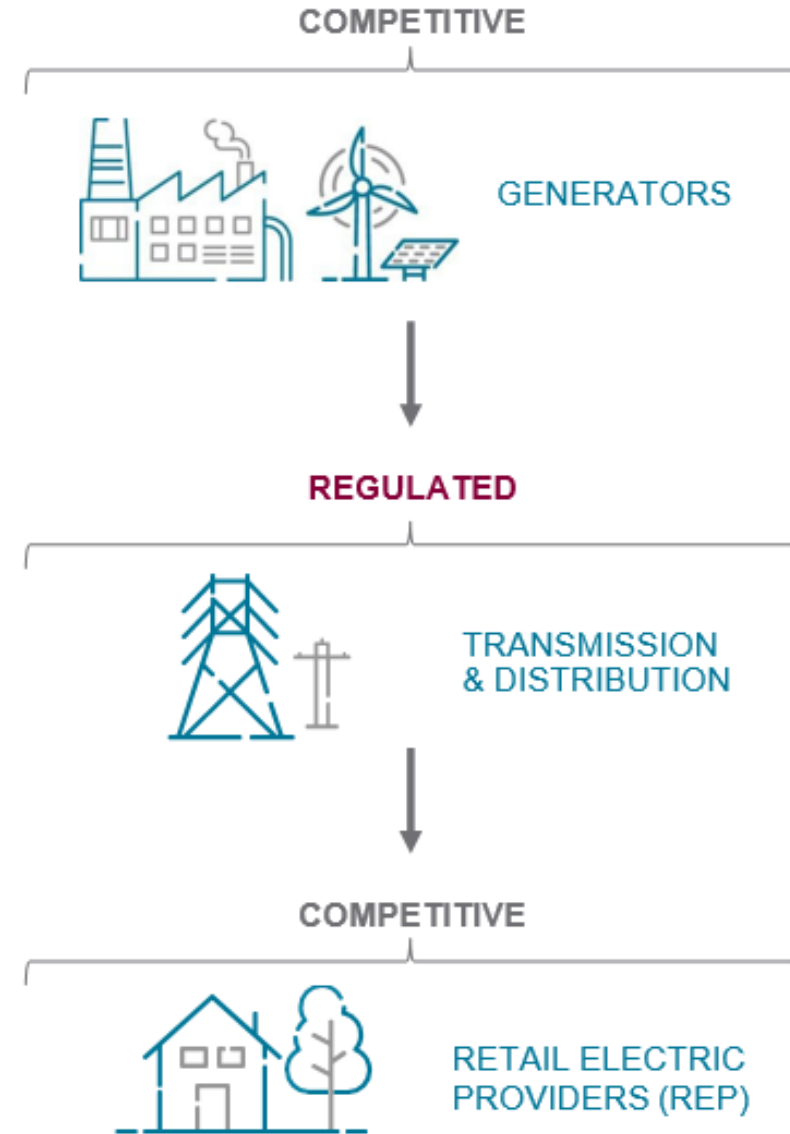 COMPETITIVE
GENERATORS
REGULATED
TRANSMISSION
& DISTRIBUTION
COMPETITIVE
RETAIL ELECTRIC
PROVIDERS (REP)